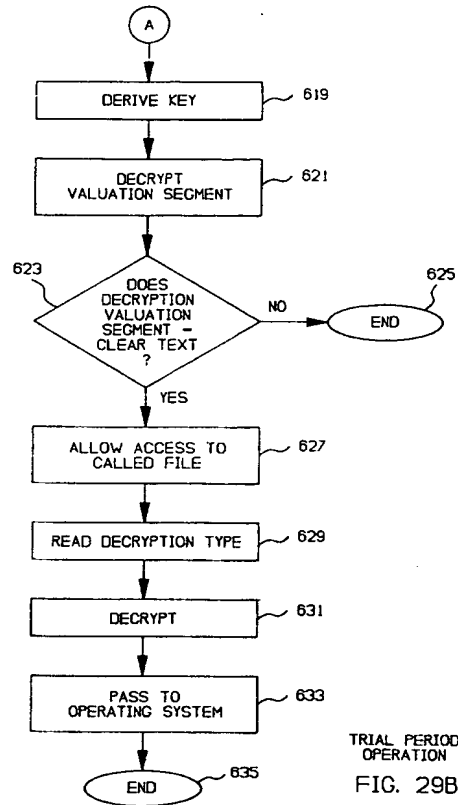 A
DERIVE KEY
619
DECRYPT
VALUATION SEGMENT
621
623
DOES
DECRYPTION
VALUATION
SEGMENT -
CLEAR TEXT
?
NO
625
END
YES
ALLOW ACCESS TO
CALLED FILE
627
READ DECRYPTION TYPE
629
DECRYPT
631
PASS TO
OPERATING SYSTEM
633
END
635
TRIAL PERIOD
OPERATION
FIG. 29B